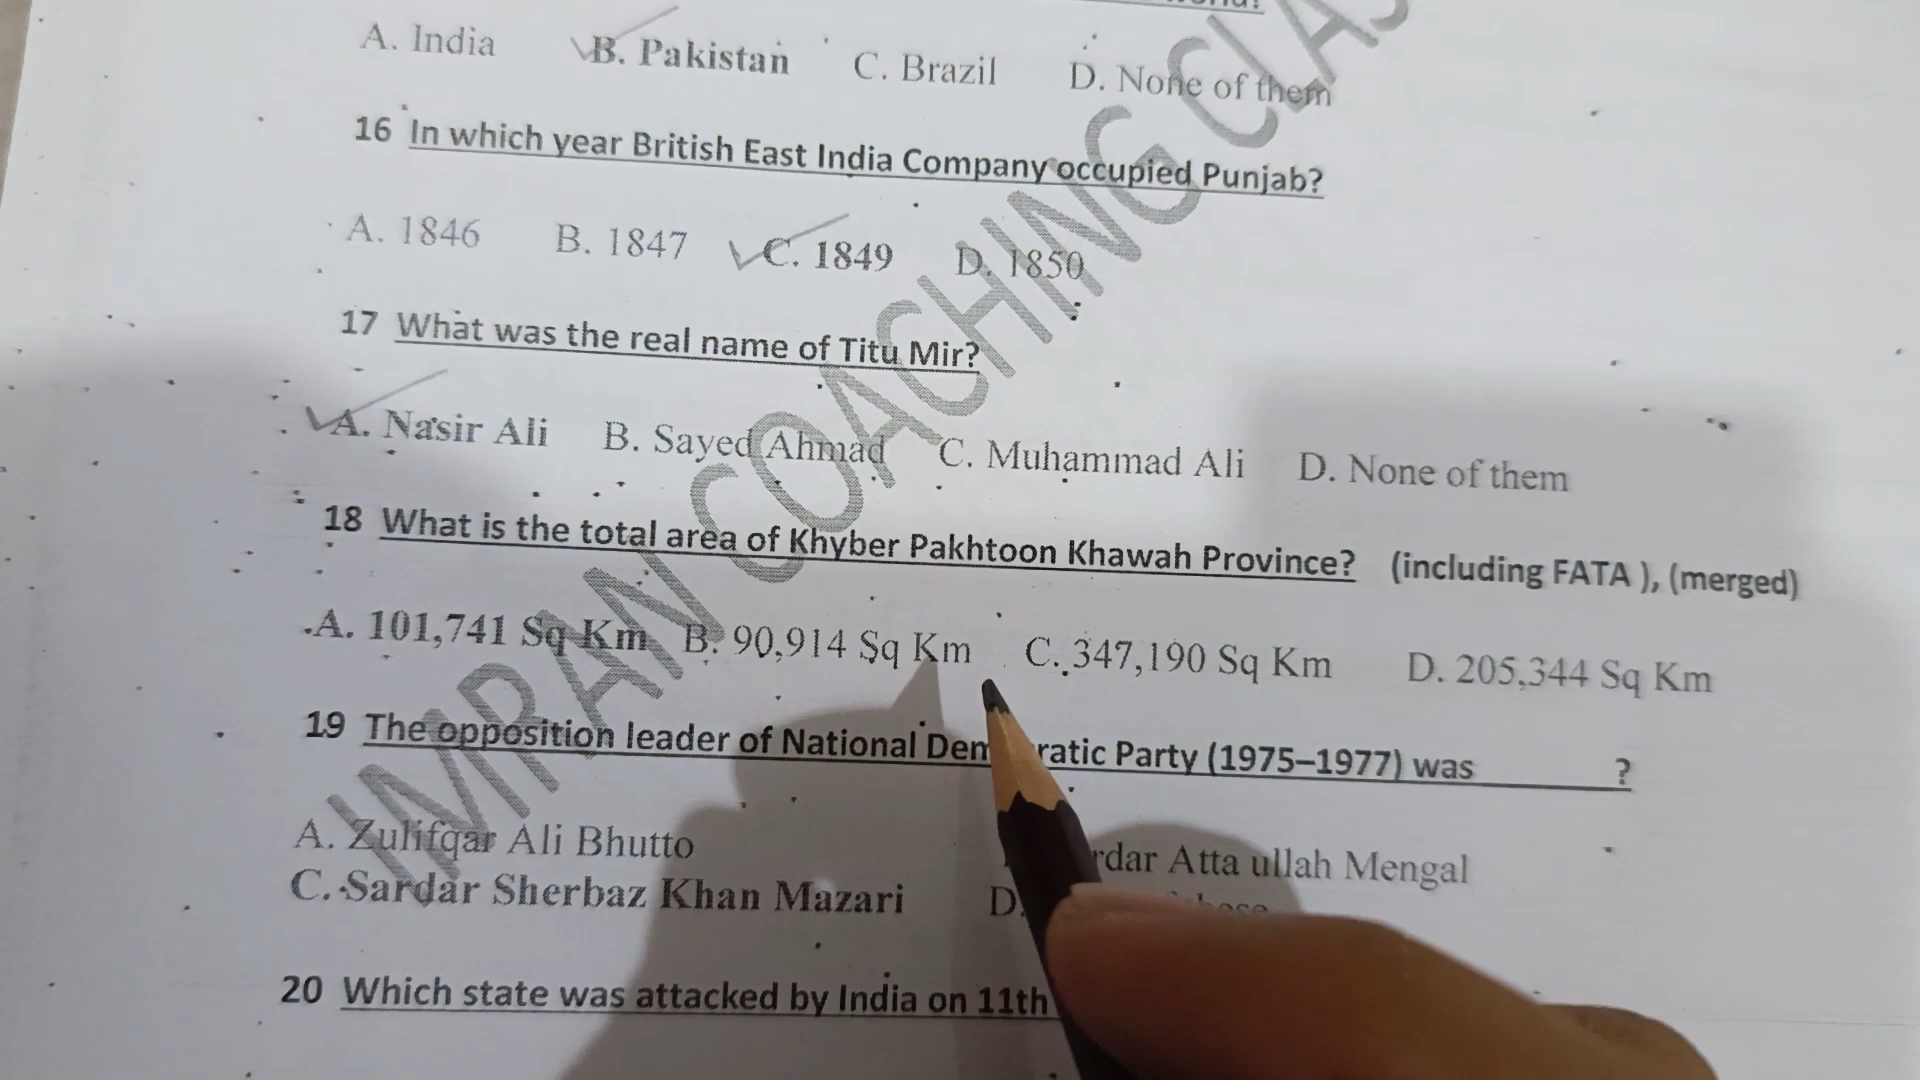 A. India B. Pakistan C. Brazil D. None of them
16 In which year British East India Company occupied Punjab?
A. 1846 B. 1847 C. 1849 D. 1850
17 What was the real name of Titu Mir?
A. Nasir Ali B. Sayed Ahmad C. Muhammad Ali D. None of them
18 What is the total area of Khyber Pakhtoon Khawah Province? (including FATA ), (merged)
A. 101,741 Sq Km B. 90,914 Sq Km C. 347,190 Sq Km D. 205,344 Sq Km
19 The opposition leader of National Dem ratic Party (1975–1977) was ?
A. Zulifqar Ali Bhutto rdar Atta ullah Mengal
C. Sardar Sherbaz Khan Mazari D.
20 Which state was attacked by India on 11th
IMRAN COACHING CLAS